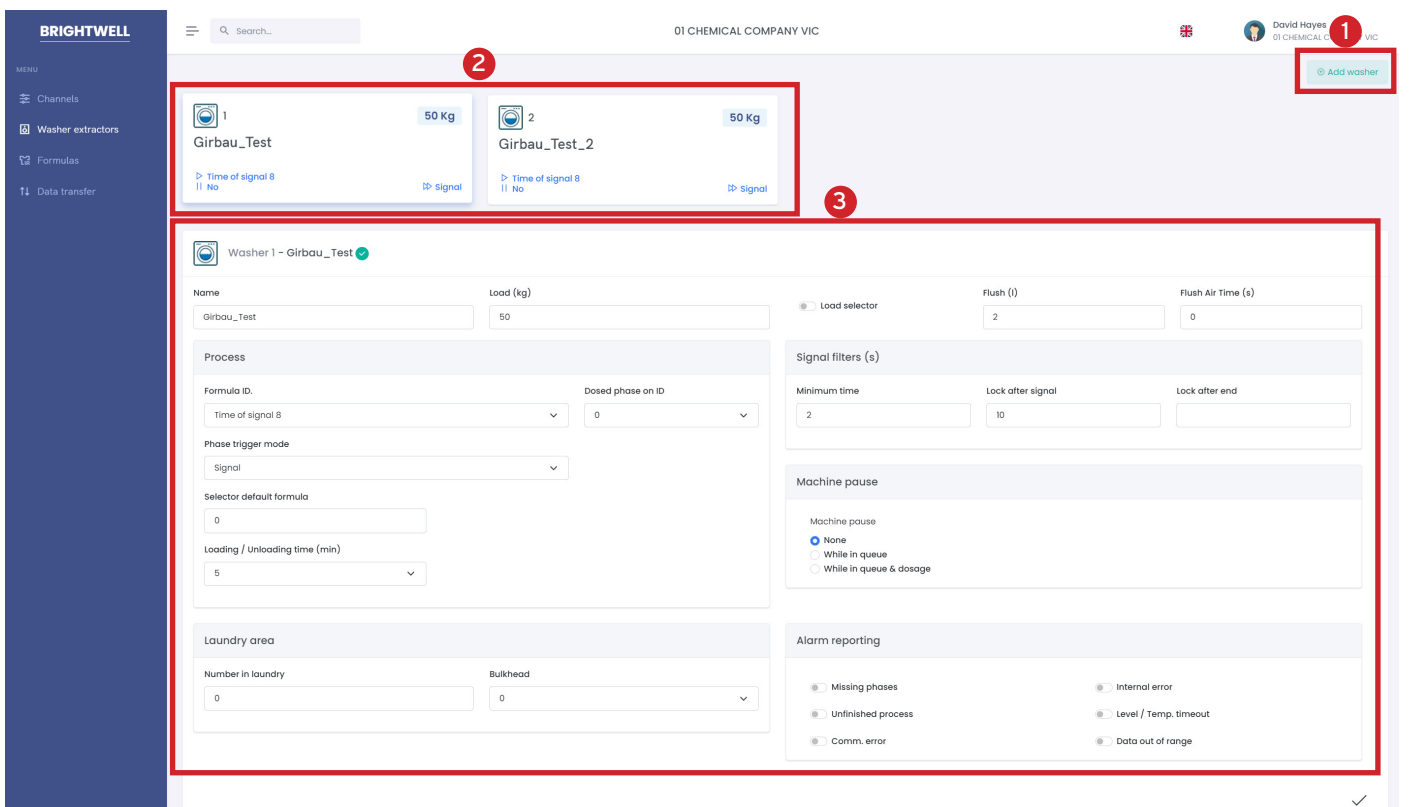 BRIGHTWELL
Search...
01 CHEMICAL COMPANY VIC
David Hayes
01 CHEMICAL C VIC
1
MENU
Channels
Washer extractors
Formulas
Data transfer
Add washer
2
1
50 Kg
Girbau_Test
Time of signal 8
No
Signal
2
50 Kg
Girbau_Test_2
Time of signal 8
No
Signal
3
Washer 1 - Girbau_Test
Name
Girbau_Test
Load (kg)
50
Load selector
Flush (l)
2
Flush Air Time (s)
0
Process
Formula ID.
Time of signal 8
Dosed phase on ID
0
Phase trigger mode
Signal
Selector default formula
0
Loading / Unloading time (min)
5
Signal filters (s)
Minimum time
2
Lock after signal
10
Lock after end
Machine pause
Machine pause
None
While in queue
While in queue & dosage
Laundry area
Number in laundry
0
Bulkhead
0
Alarm reporting
Missing phases
Internal error
Unfinished process
Level / Temp. timeout
Comm. error
Data out of range